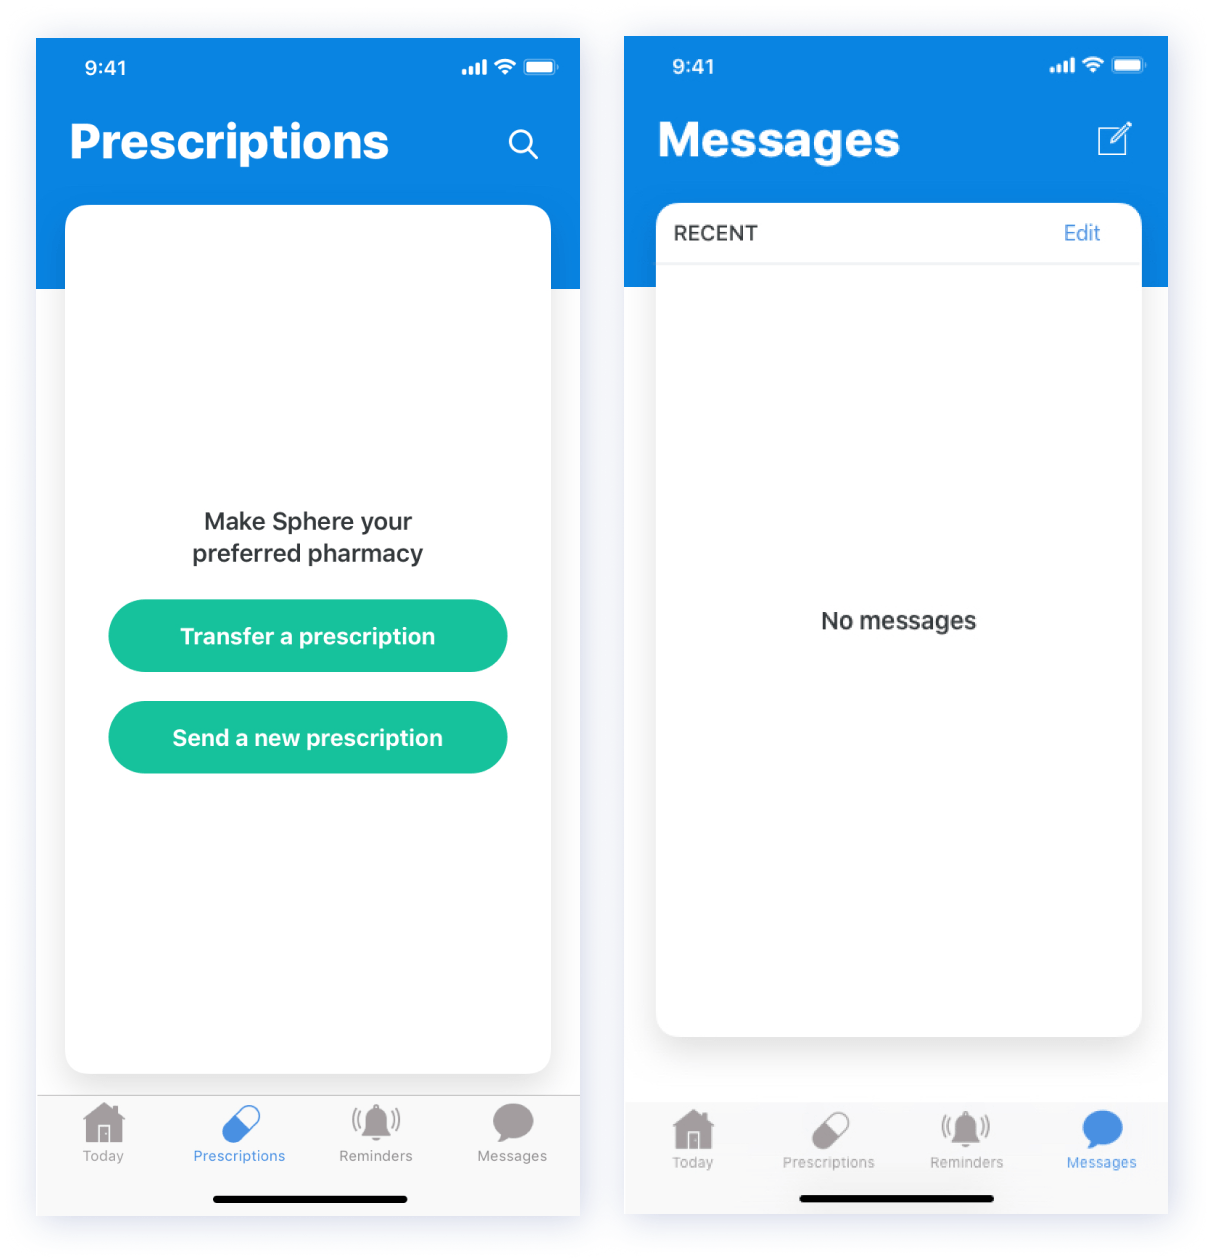 9:41
Prescriptions
Make Sphere your
preferred pharmacy
Transfer a prescription
Send a new prescription
Today
Prescriptions
Reminders
Messages
9:41
Messages
RECENT
Edit
No messages
Today
Prescriptions
Reminders
Messages